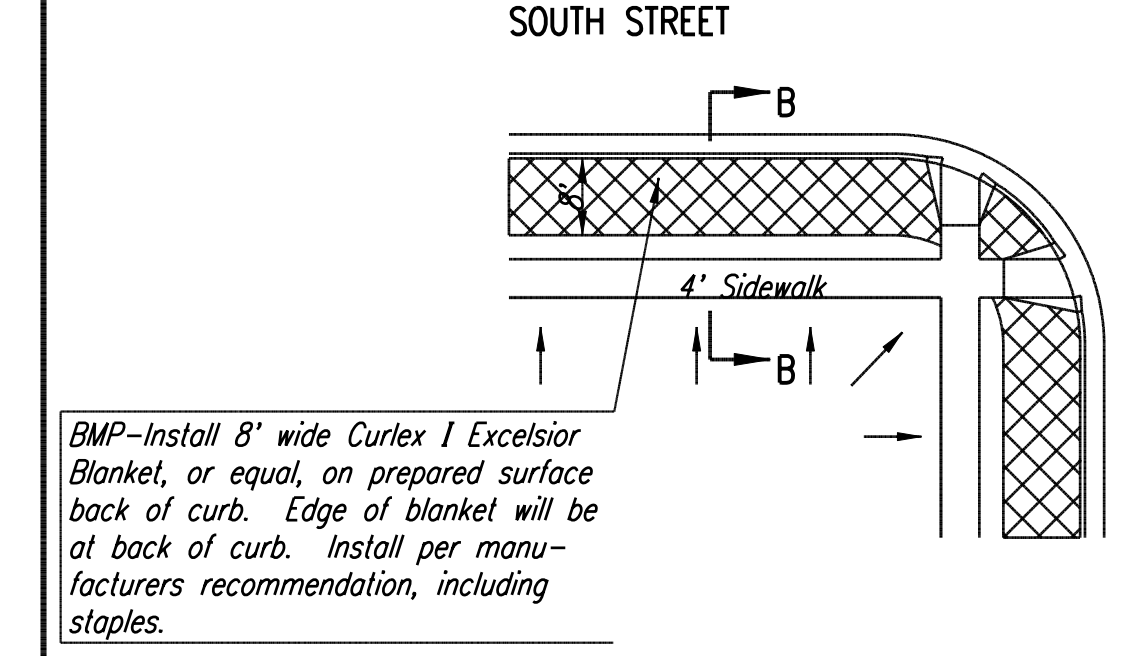 SOUTH STREET
B
8'
4' Sidewalk
B
BMP-Install 8' wide Curlex I Excelsior
Blanket, or equal, on prepared surface
back of curb. Edge of blanket will be
at back of curb. Install per manu-
facturers recommendation, including
staples.